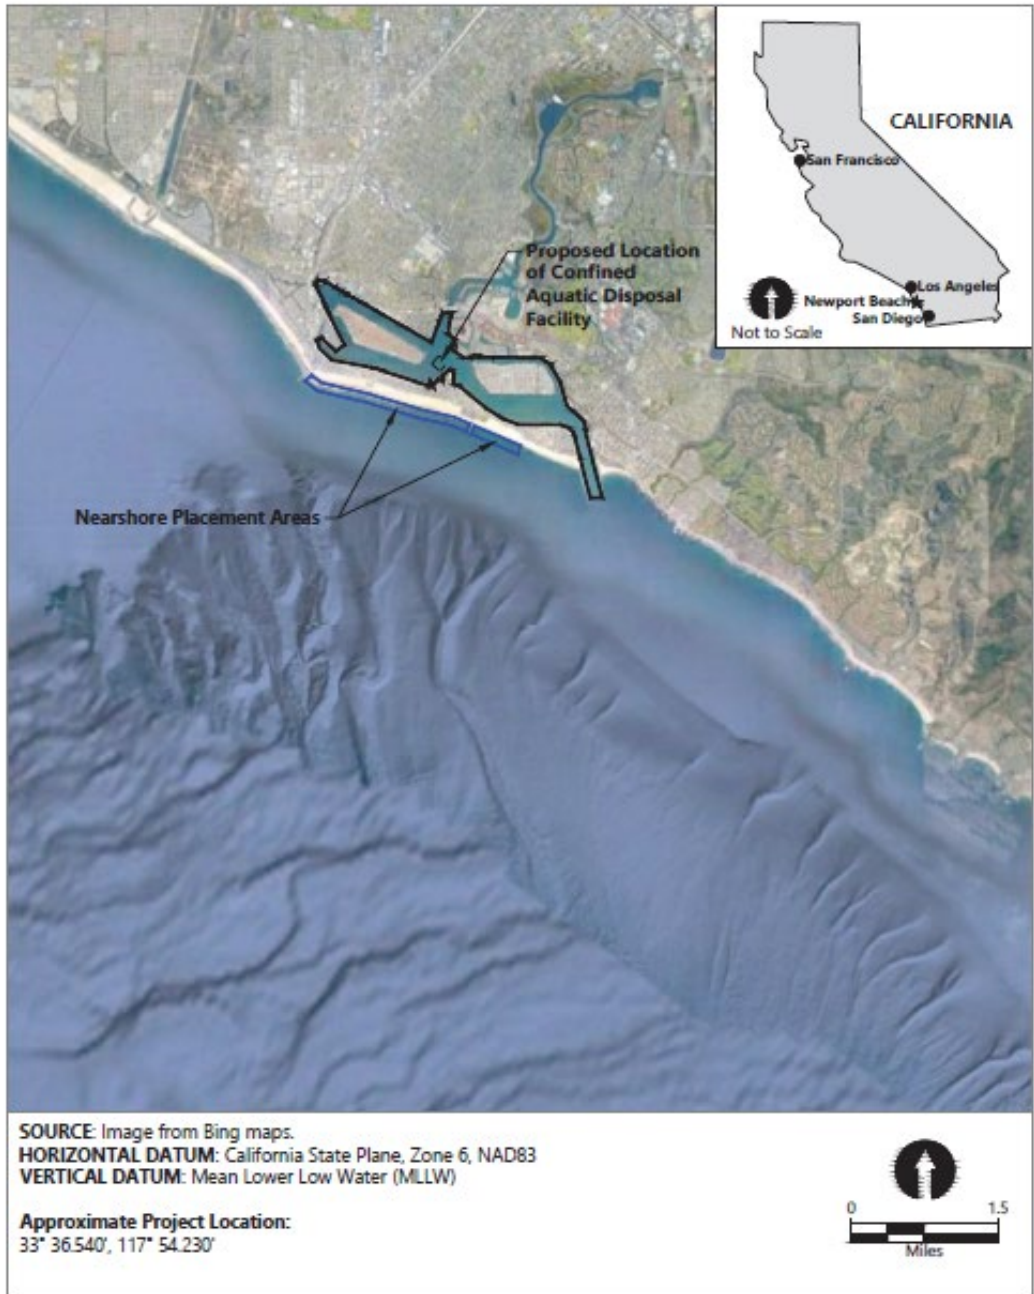 CALIFORNIA
San Francisco
Los Angeles
Newport Beach
San Diego
Not to Scale
Proposed Location
of Confined
Aquatic Disposal
Facility
Nearshore Placement Areas
SOURCE: Image from Bing maps.
HORIZONTAL DATUM: California State Plane, Zone 6, NAD83
VERTICAL DATUM: Mean Lower Low Water (MLLW)
Approximate Project Location:
33° 36.540', 117° 54.230'
0 1.5
Miles